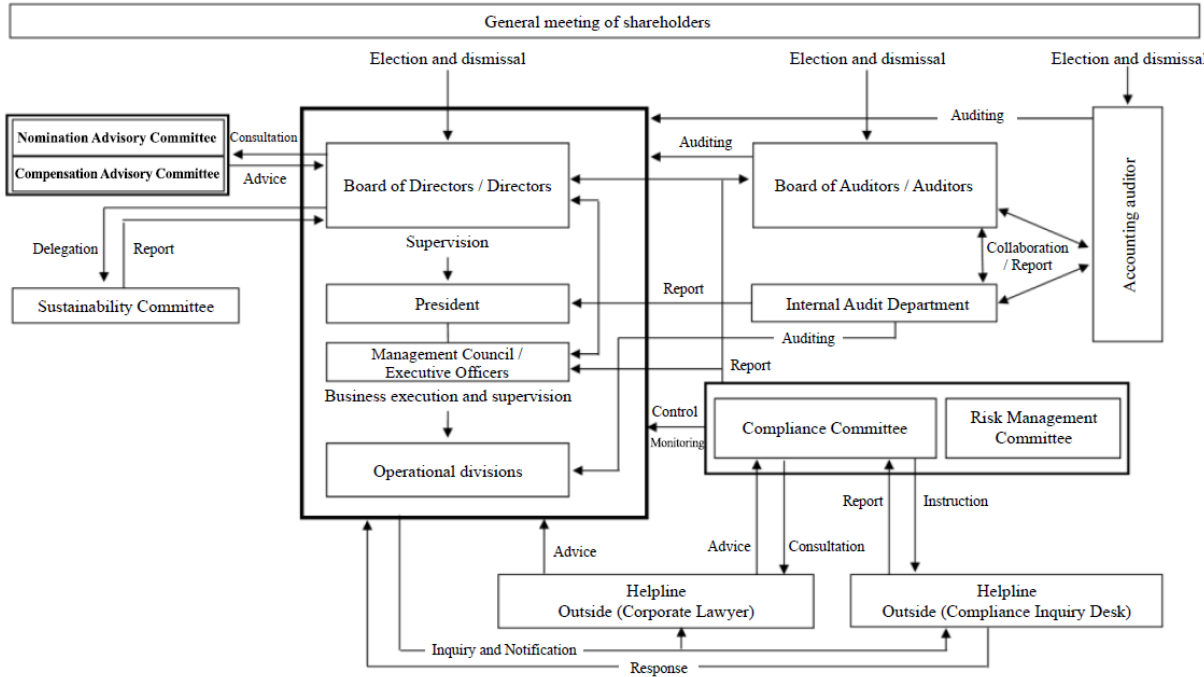 General meeting of shareholders
Election and dismissal
Election and dismissal
Election and dismissal
Nomination Advisory Committee
Compensation Advisory Committee
Consultation
Advice
Board of Directors / Directors
Auditing
Auditing
Board of Auditors / Auditors
Accounting auditor
Delegation
Report
Supervision
Collaboration
/ Report
Sustainability Committee
President
Report
Internal Audit Department
Auditing
Management Council /
Executive Officers
Report
Business execution and supervision
Control
Monitoring
Compliance Committee
Risk Management
Committee
Operational divisions
Report
Instruction
Advice
Advice
Consultation
Helpline
Outside (Corporate Lawyer)
Helpline
Outside (Compliance Inquiry Desk)
Inquiry and Notification
Response